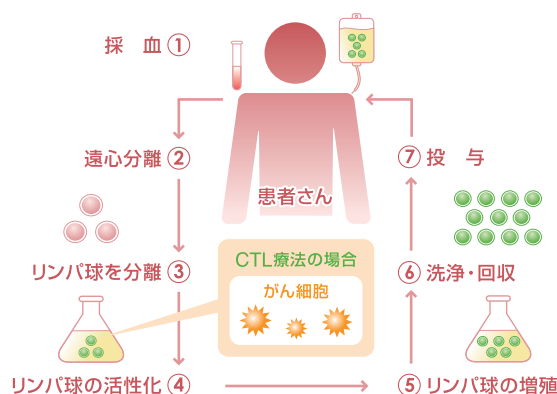 採 血 ①
遠心分離 ②
リンパ球を分離 ③
リンパ球の活性化 ④
⑤ リンパ球の増殖
⑥ 洗浄・回収
⑦ 投 与
患者さん
CTL療法の場合
がん細胞